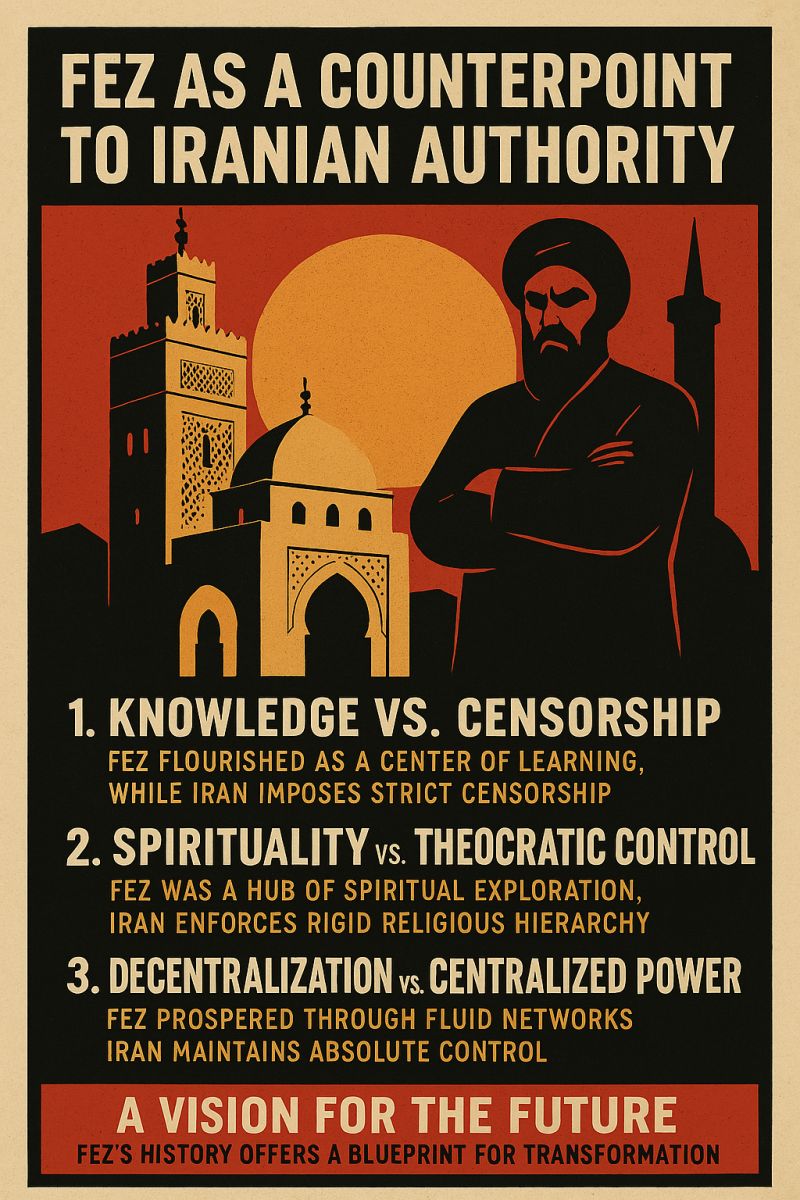 FEZ AS A COUNTERPOINT
TO IRANIAN AUTHORITY
1. KNOWLEDGE VS. CENSORSHIP
FEZ FLOURISHED AS A CENTER OF LEARNING,
WHILE IRAN IMPOSES STRICT CENSORSHIP
2. SPIRITUALITY VS. THEOCRATIC CONTROL
FEZ WAS A HUB OF SPIRITUAL EXPLORATION,
IRAN ENFORCES RIGID RELIGIOUS HIERARCHY
3. DECENTRALIZATION VS. CENTRALIZED POWER
FEZ PROSPERED THROUGH FLUID NETWORKS
IRAN MAINTAINS ABSOLUTE CONTROL
A VISION FOR THE FUTURE
FEZ'S HISTORY OFFERS A BLUEPRINT FOR TRANSFORMATION